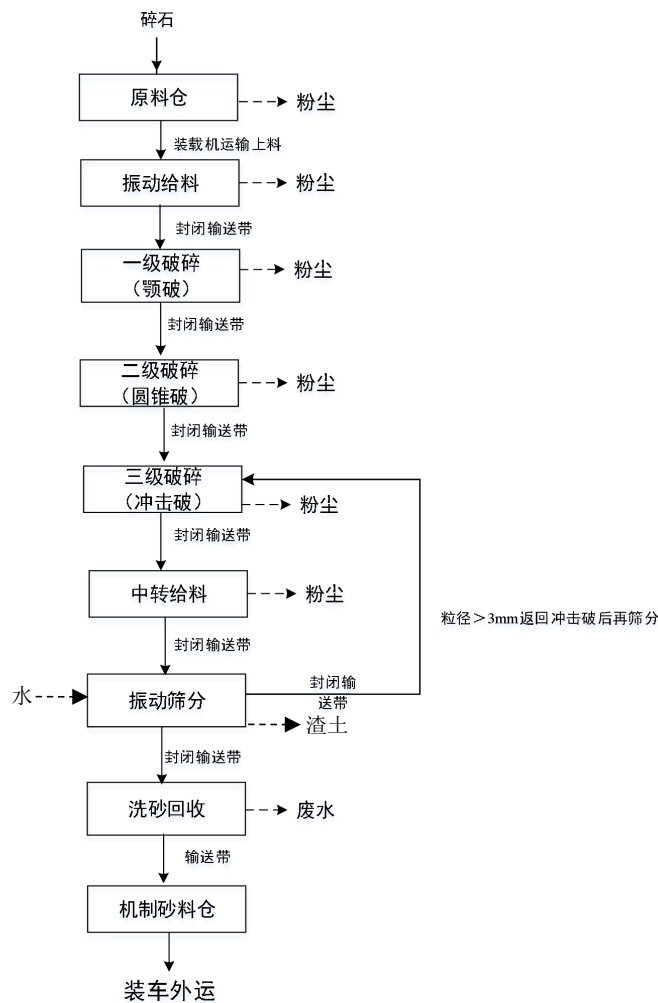 碎石
原料仓
粉尘
装载机运输上料
振动给料
粉尘
封闭输送带
一级破碎
（颚破）
粉尘
封闭输送带
二级破碎
（圆锥破）
粉尘
封闭输送带
三级破碎
（冲击破）
粉尘
封闭输送带
中转给料
粉尘
粒径＞3mm返回冲击破后再筛分
封闭输送带
水
振动筛分
封闭输
送带
渣土
封闭输送带
洗砂回收
废水
输送带
机制砂料仓
装车外运